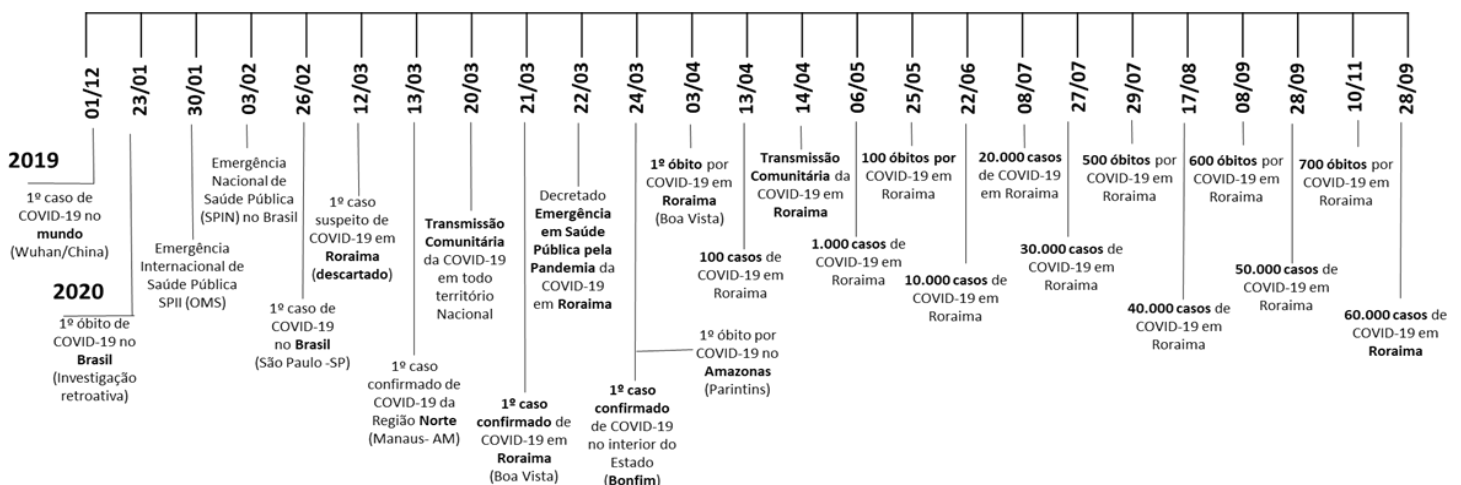 01/12
23/01
30/01
03/02
26/02
12/03
13/03
20/03
21/03
22/03
24/03
03/04
13/04
14/04
06/05
25/05
22/06
08/07
27/07
29/07
17/08
08/09
28/09
10/11
28/09
2019
1º caso de
COVID-19 no
mundo
(Wuhan/China)
2020
1º óbito de
COVID-19 no
Brasil
(Investigação
retroativa)
Emergência
Internacional de
Saúde Pública
SPII (OMS)
Emergência
Nacional de
Saúde Pública
(SPIN) no Brasil
1º caso de
COVID-19
no Brasil
(São Paulo -SP)
1º caso
suspeito de
COVID-19 em
Roraima
(descartado)
1º caso
confirmado de
COVID-19 da
Região Norte
(Manaus- AM)
Transmissão
Comunitária
da COVID-19
em todo
território
Nacional
1º caso
confirmado de
COVID-19 em
Roraima
(Boa Vista)
Decretado
Emergência
em Saúde
Pública pela
Pandemia da
COVID-19
em Roraima
1º caso
confirmado
de COVID-19
no interior do
Estado
(Bonfim)
1º óbito por
COVID-19 no
Amazonas
(Parintins)
1º óbito por
COVID-19 em
Roraima
(Boa Vista)
100 casos de
COVID-19 em
Roraima
Transmissão
Comunitária da
COVID-19 em
Roraima
1.000 casos de
COVID-19 em
Roraima
100 óbitos por
COVID-19 em
Roraima
10.000 casos de
COVID-19 em
Roraima
20.000 casos
de COVID-19
em Roraima
30.000 casos de
COVID-19 em
Roraima
500 óbitos por
COVID-19 em
Roraima
40.000 casos de
COVID-19 em
Roraima
600 óbitos por
COVID-19 em
Roraima
50.000 casos de
COVID-19 em
Roraima
700 óbitos por
COVID-19 em
Roraima
60.000 casos de
COVID-19 em
Roraima